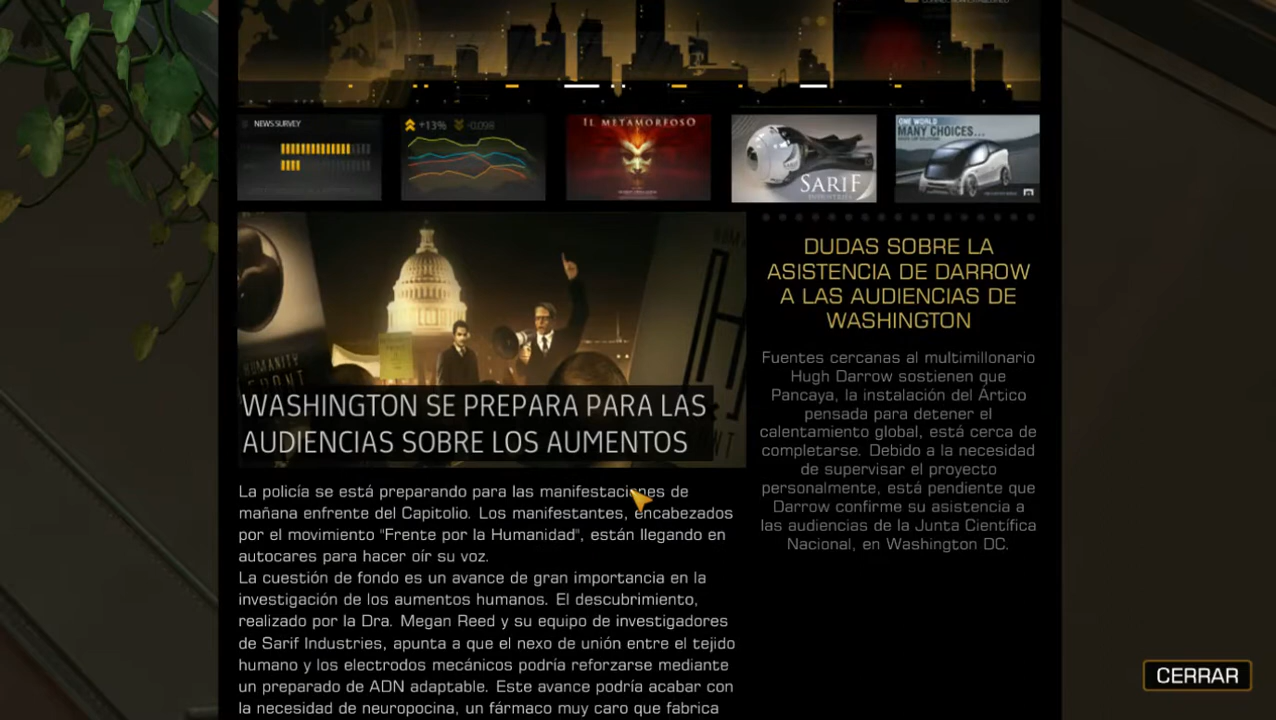 NEWS SURVEY
+13% -0.098
IL METAMORFOSO
SARIF
ONE WORLD
MANY CHOICES...
DUDAS SOBRE LA
ASISTENCIA DE DARROW
A LAS AUDIENCIAS DE
WASHINGTON
Fuentes cercanas al multimillonario
Hugh Darrow sostienen que
Pancaya, la instalación del Ártico
pensada para detener el
calentamiento global, está cerca de
completarse. Debido a la necesidad
de supervisar el proyecto
personalmente, está pendiente que
Darrow confirme su asistencia a
las audiencias de la Junta Científica
Nacional, en Washington DC.
HUMANITY
FRONT
WASHINGTON SE PREPARA PARA LAS
AUDIENCIAS SOBRE LOS AUMENTOS
La policía se está preparando para las manifestaciones de
mañana enfrente del Capitolio. Los manifestantes, encabezados
por el movimiento "Frente por la Humanidad", están llegando en
autocares para hacer oír su voz.
La cuestión de fondo es un avance de gran importancia en la
investigación de los aumentos humanos. El descubrimiento,
realizado por la Dra. Megan Reed y su equipo de investigadores
de Sarif Industries, apunta a que el nexo de unión entre el tejido
humano y los electrodos mecánicos podría reforzarse mediante
un preparado de ADN adaptable. Este avance podría acabar con
la necesidad de neuropocina, un fármaco muy caro que fabrica
CERRAR